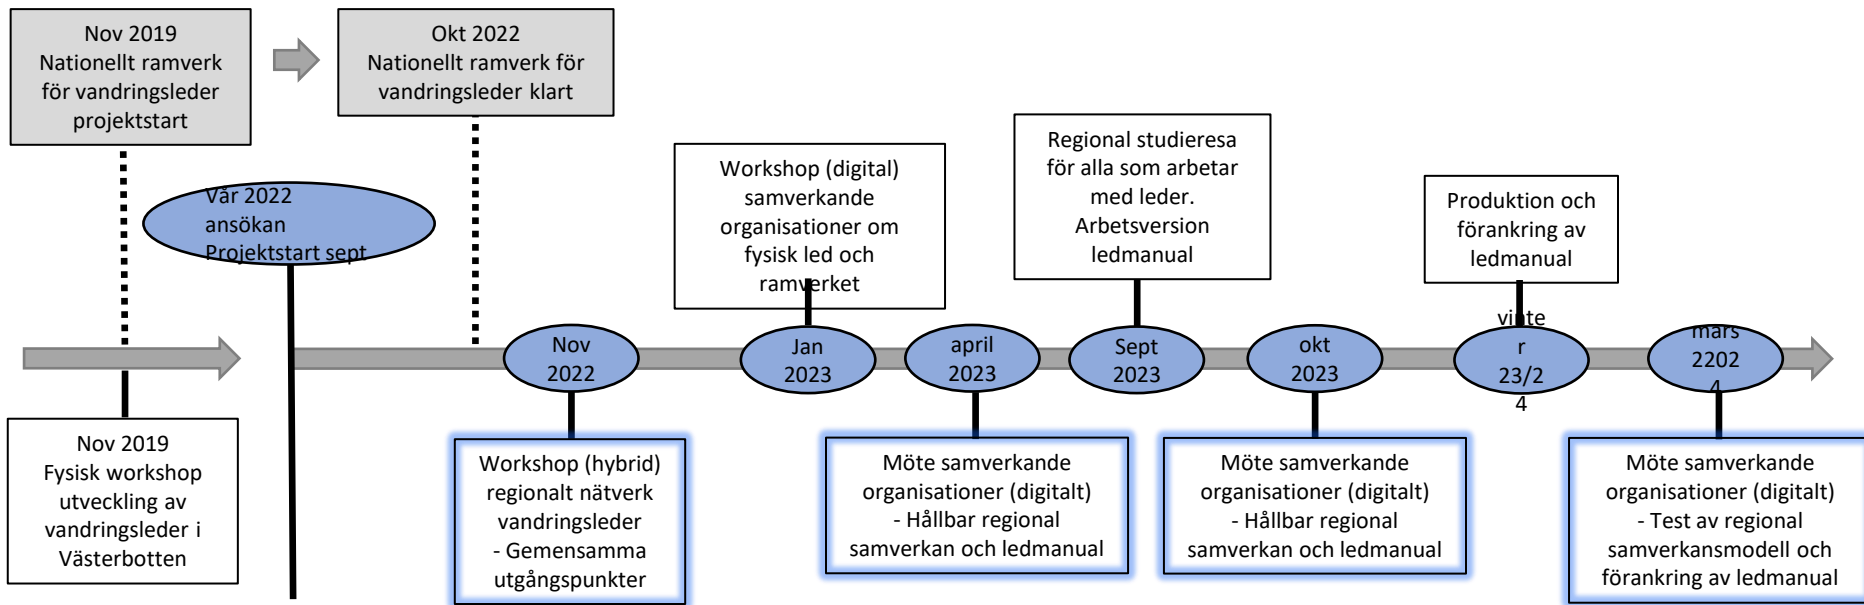 Nov 2019
Nationellt ramverk
för vandringsleder
projektstart
Okt 2022
Nationellt ramverk för
vandringsleder klart
Vår 2022
ansökan
Projektstart sept
Workshop (digital)
samverkande
organisationer om
fysisk led och
ramverket
Regional studieresa
för alla som arbetar
med leder.
Arbetsversion
ledmanual
Produktion och
förankring av
ledmanual
Nov
2022
Jan
2023
april
2023
Sept
2023
okt
2023
vinte
r
23/2
4
mars
2202
4
Nov 2019
Fysisk workshop
utveckling av
vandringsleder i
Västerbotten
Workshop (hybrid)
regionalt nätverk
vandringsleder
- Gemensamma
utgångspunkter
Möte samverkande
organisationer (digitalt)
- Hållbar regional
samverkan och ledmanual
Möte samverkande
organisationer (digitalt)
- Hållbar regional
samverkan och ledmanual
Möte samverkande
organisationer (digitalt)
- Test av regional
samverkansmodell och
förankring av ledmanual